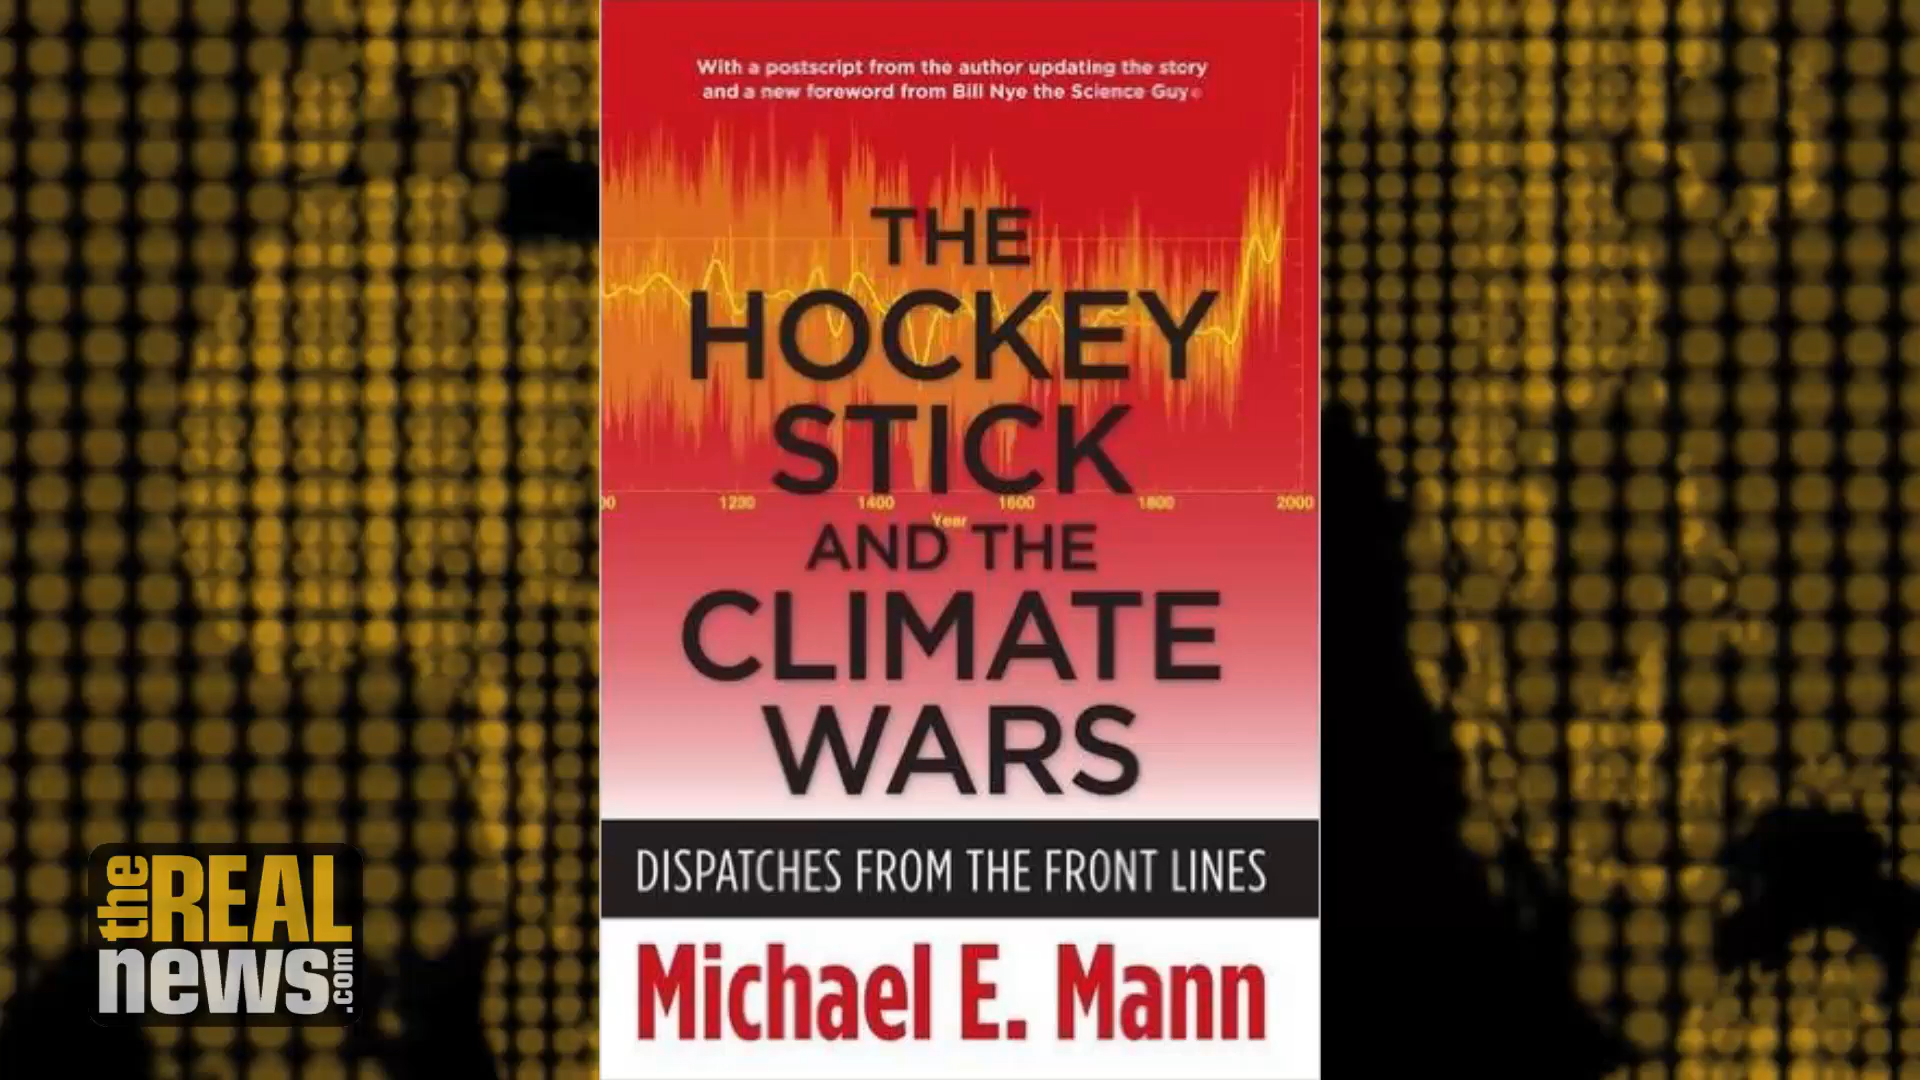 With a postscript from the author updating the story
and a new foreword from Bill Nye the Science Guy
THE
HOCKEY
STICK
00 1200 1400 1600 1800 2000
Year
AND THE
CLIMATE
WARS
DISPATCHES FROM THE FRONT LINES
Michael E. Mann
the REAL
news.com